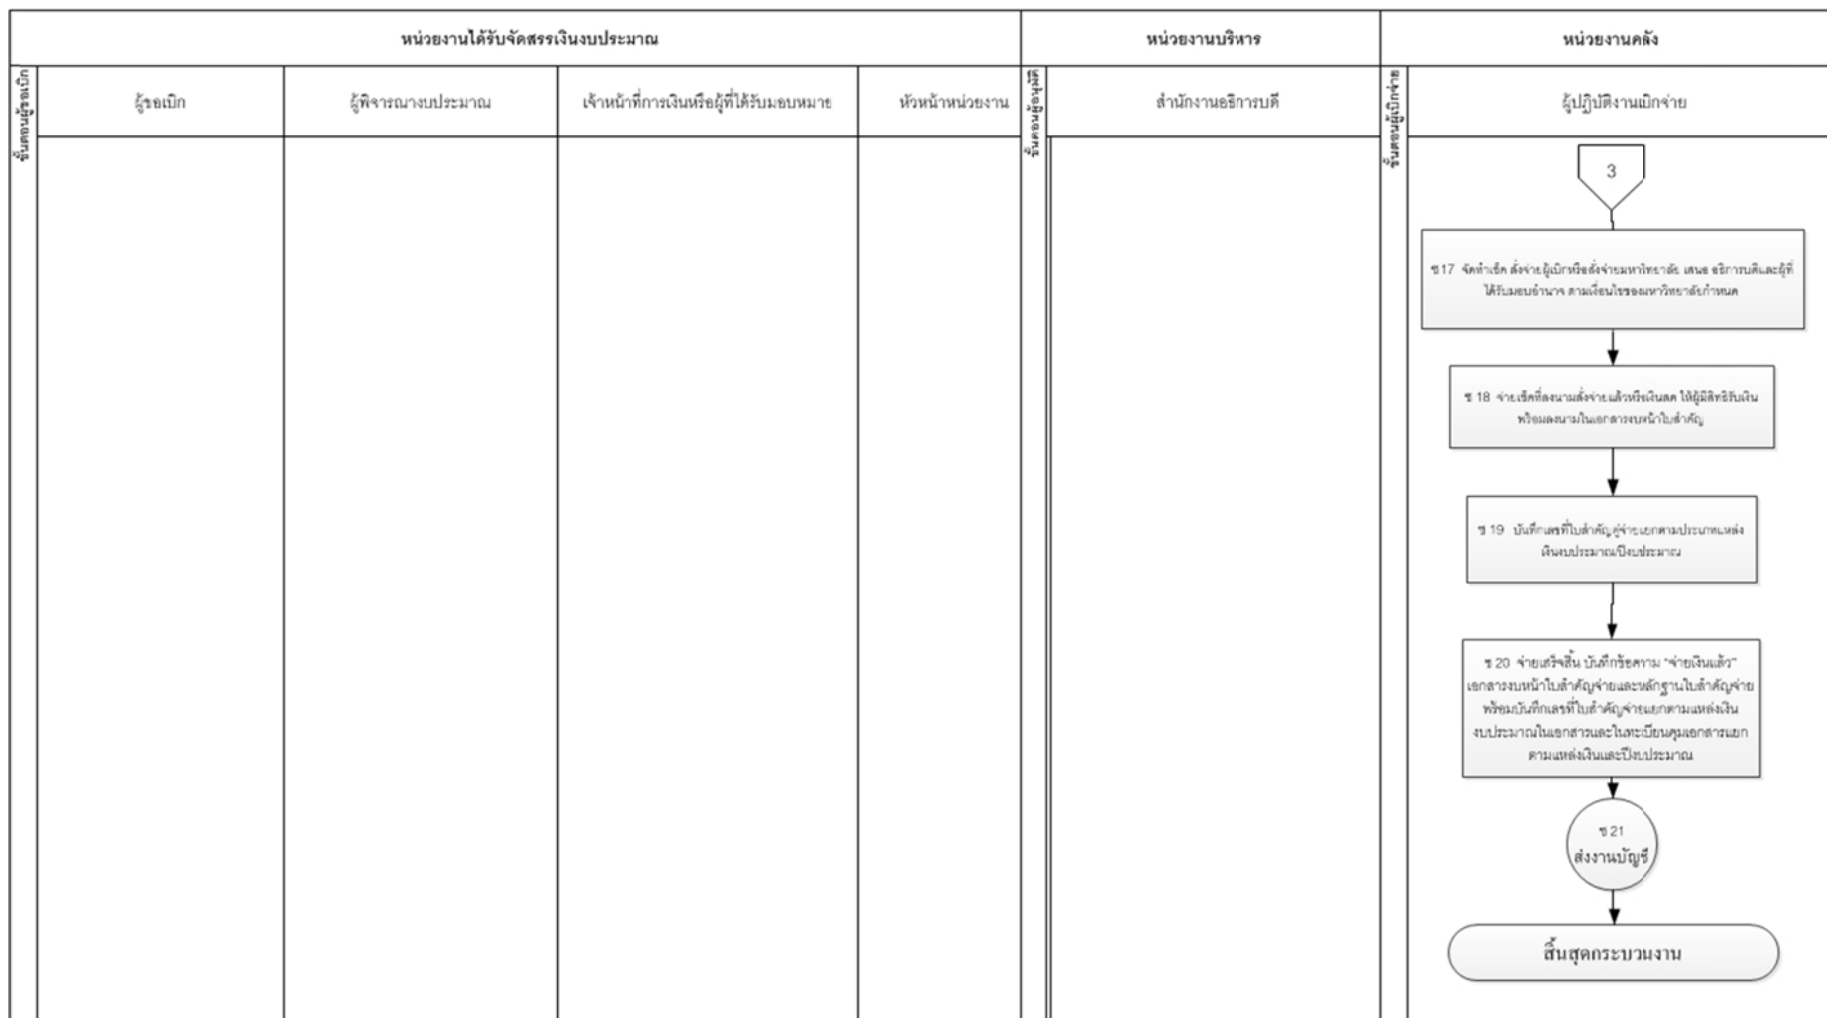 หน่วยงานได้รับจัดสรรเงินงบประมาณ
หน่วยงานบริหาร
หน่วยงานคลัง
ขั้นตอนผู้ขอเบิก
ผู้ขอเบิก
ผู้พิจารณางบประมาณ
เจ้าหน้าที่การเงินหรือผู้ที่ได้รับมอบหมาย
หัวหน้าหน่วยงาน
ขั้นตอนผู้อนุมัติ
สำนักงานอธิการบดี
ขั้นตอนผู้เบิกจ่าย
ผู้ปฏิบัติงานเบิกจ่าย
3
ช 17 จัดทำเช็ค สั่งจ่ายผู้เบิกหรือสั่งจ่ายมหาวิทยาลัย เสนอ อธิการบดีและผู้ที่
ได้รับมอบอำนาจ ตามเงื่อนไขของมหาวิทยาลัยกำหนด
ช 18 จ่ายเช็คที่ลงนามสั่งจ่ายแล้วหรือเงินสด ให้ผู้มีสิทธิรับเงิน
พร้อมลงนามในเอกสารงบหน้าใบสำคัญ
ช 19 บันทึกเลขที่ใบสำคัญคู่จ่ายแยกตามประเภทแหล่ง
เงินงบประมาณ/ปีงบประมาณ
ช 20 จ่ายเสร็จสิ้น บันทึกข้อความ "จ่ายเงินแล้ว"
เอกสารงบหน้าใบสำคัญจ่ายและหลักฐานใบสำคัญจ่าย
พร้อมบันทึกเลขที่ใบสำคัญจ่ายแยกตามแหล่งเงิน
งบประมาณในเอกสารและในทะเบียนคุมเอกสารแยก
ตามแหล่งเงินและปีงบประมาณ
ช 21
ส่งงานบัญชี
สิ้นสุดกระบวนงาน